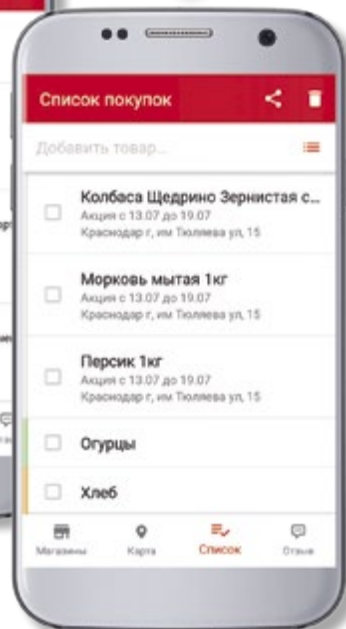 Список покупок
Добавить товар...
Колбаса Щедрино Зернистая с...
Акция с 13.07 до 19.07
Краснодар г, им Тюляева ул, 15
Морковь мытая 1кг
Акция с 13.07 до 19.07
Краснодар г, им Тюляева ул, 15
Персик 1кг
Акция с 13.07 до 19.07
Краснодар г, им Тюляева ул, 15
Огурцы
Хлеб
Магазины Карта Список Отзыв